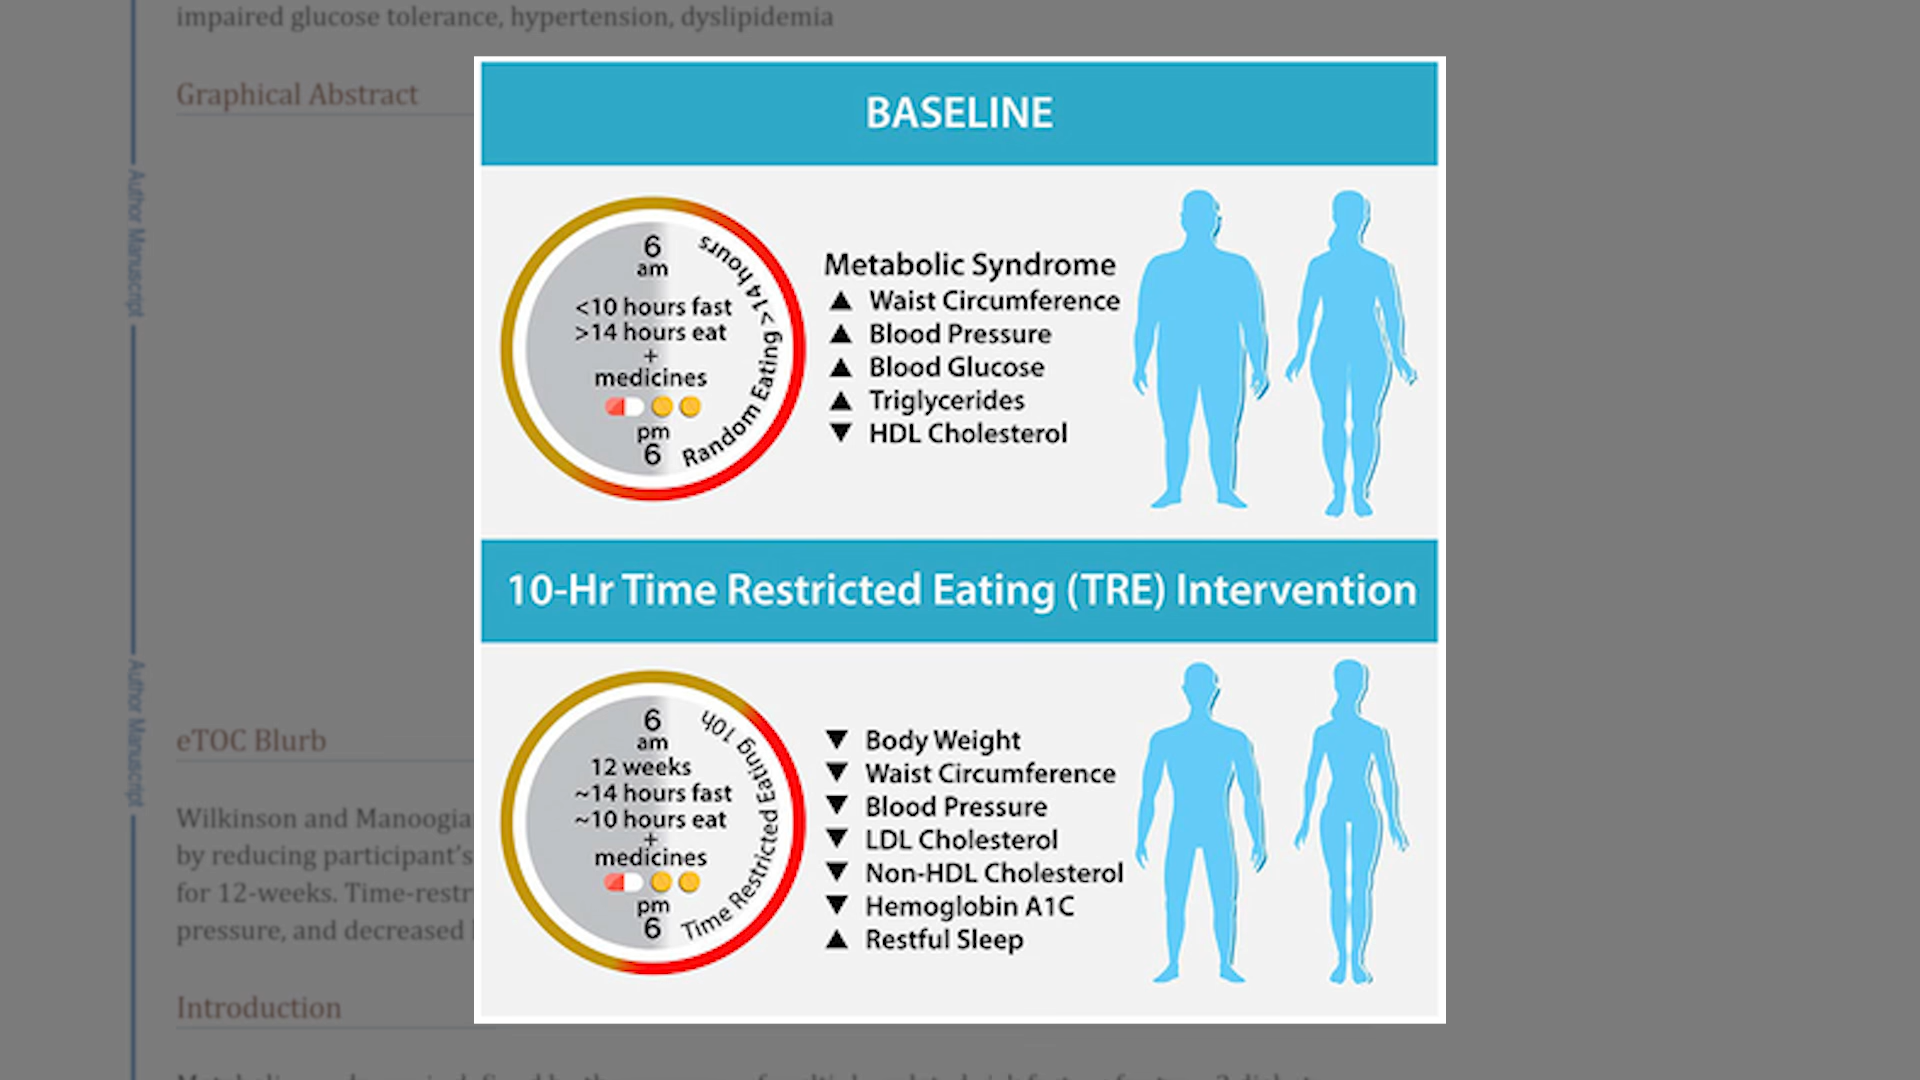 impaired glucose tolerance, hypertension, dyslipidemia
Graphical Abstract
Author Manuscript
BASELINE
6
am
<10 hours fast
>14 hours eat
+
medicines
pm
6
Random Eating >14 hours
Metabolic Syndrome
▲ Waist Circumference
▲ Blood Pressure
▲ Blood Glucose
▲ Triglycerides
▼ HDL Cholesterol
10-Hr Time Restricted Eating (TRE) Intervention
6
am
12 weeks
~14 hours fast
~10 hours eat
+
medicines
pm
6
Time Restricted Eating 10h
▼ Body Weight
▼ Waist Circumference
▼ Blood Pressure
▼ LDL Cholesterol
▼ Non-HDL Cholesterol
▼ Hemoglobin A1C
▲ Restful Sleep
Author Manuscript
eTOC Blurb
Wilkinson and
by reducing participant's
for 12-weeks.
pressure, and decreased
Introduction